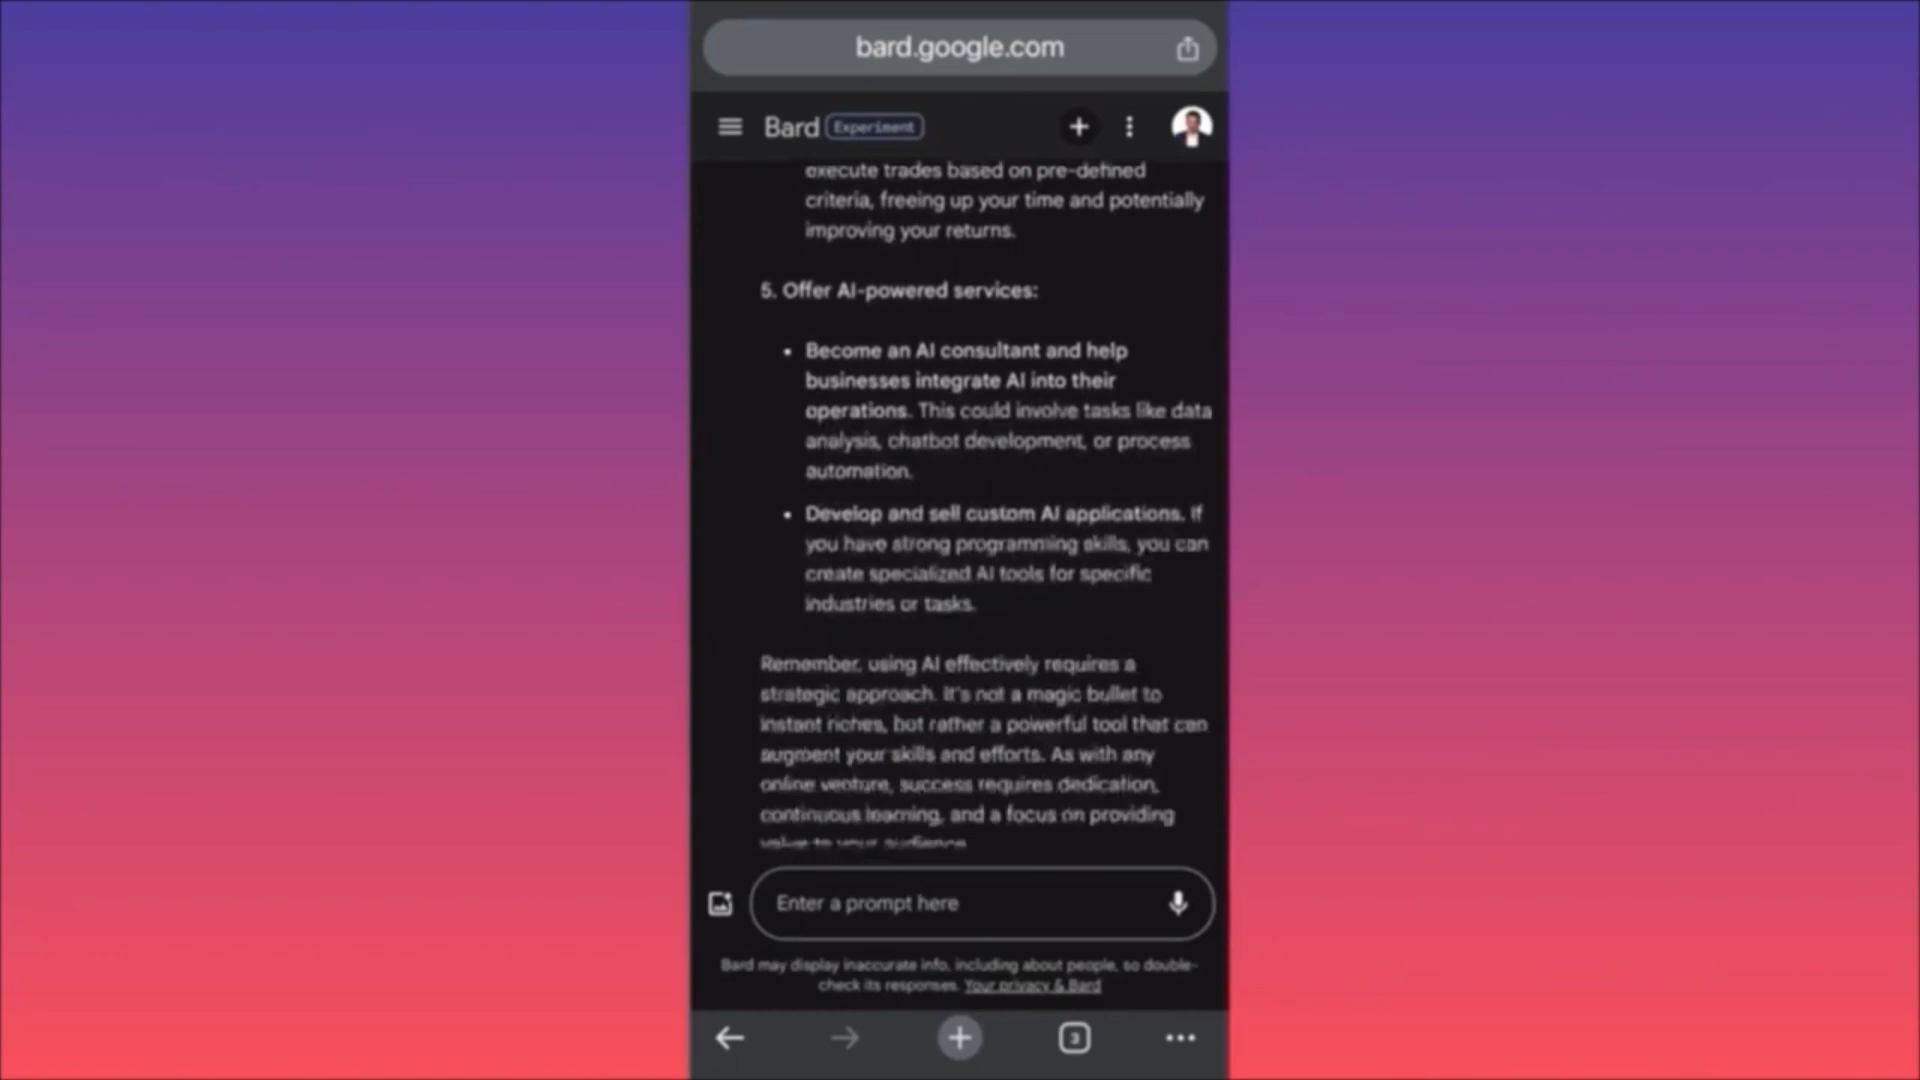 bard.google.com
Bard Experiment
execute trades based on pre-defined
criteria, freeing up your time and potentially
improving your returns.
5. Offer AI-powered services:
• Become an AI consultant and help
businesses integrate AI into their
operations. This could involve tasks like data
analysis, chatbot development, or process
automation.
• Develop and sell custom AI applications. If
you have strong programming skills, you can
create specialized AI tools for specific
industries or tasks.
Remember, using AI effectively requires a
strategic approach. It's not a magic bullet to
instant riches, but rather a powerful tool that can
augment your skills and efforts. As with any
online venture, success requires dedication,
continuous learning, and a focus on providing
value to your audience
Enter a prompt here
Bard may display inaccurate info, including about people, so double-
check its responses. Your privacy & Bard
3